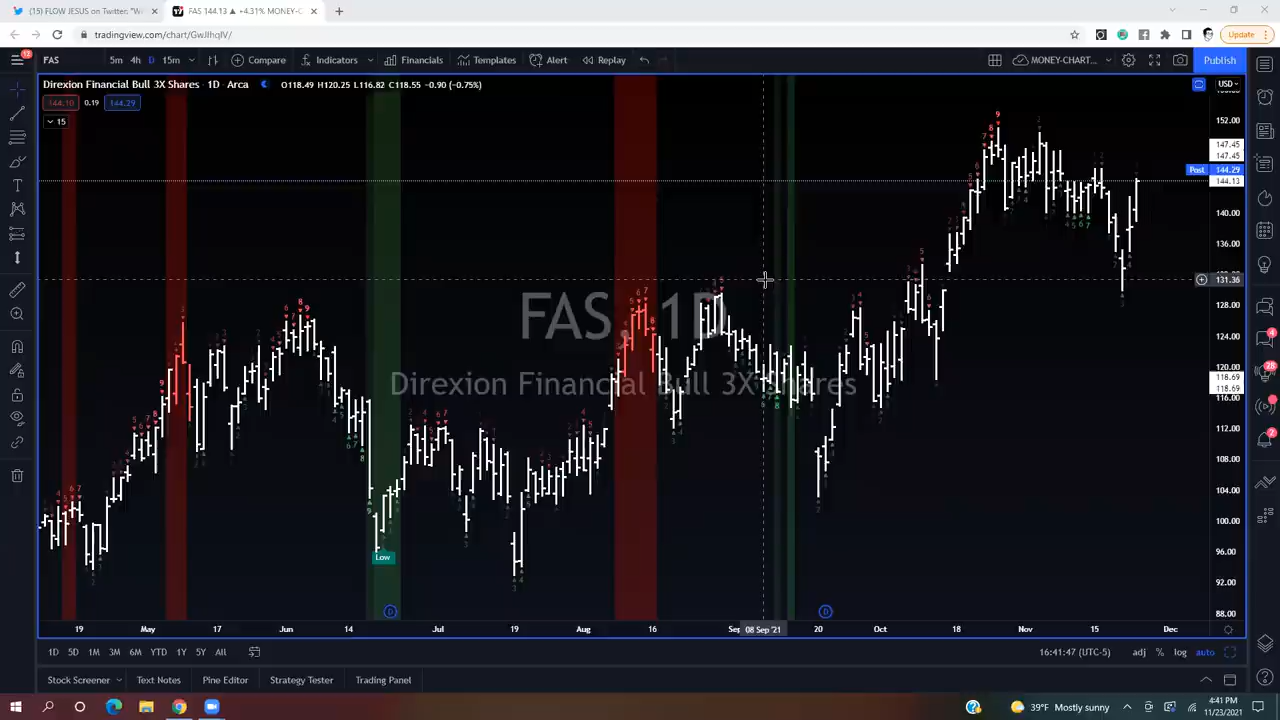 (15) FLOW JESUS on Twitter: "W
FAS 144.13 ▲ +4.31% MONEY-C
tradingview.com/chart/GwJIhqIV/
Update
12
FAS
5m
4h
D
15m
Compare
Indicators
Financials
Templates
Alert
Replay
MONEY-CHART...
Publish
Direxion Financial Bull 3X Shares · 1D · Arca
O118.49 H120.25 L116.82 C118.55 −0.90 (−0.75%)
USD
144.10
0.19
144.29
15
152.00
147.45
147.45
Post
144.29
144.13
140.00
136.00
131.36
128.00
124.00
120.00
118.69
118.69
116.00
112.00
108.00
104.00
100.00
96.00
92.00
88.00
FAS, 1D
Direxion Financial Bull 3X Shares
Low
D
D
19
May
17
Jun
14
Jul
19
Aug
16
Sep
08 Sep '21
20
Oct
18
Nov
15
Dec
4
28
7
1D
5D
1M
3M
6M
YTD
1Y
5Y
All
16:41:47 (UTC-5)
adj
%
log
auto
Stock Screener
Text Notes
Pine Editor
Strategy Tester
Trading Panel
39°F Mostly sunny
4:41 PM
11/23/2021